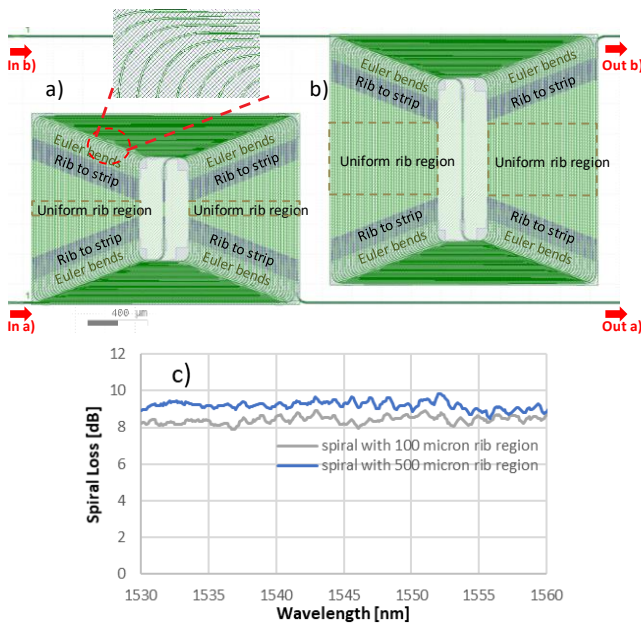 In b)
Out b)
a)
b)
Euler bends
Euler bends
Rib to strip
Rib to strip
Uniform rib region
Uniform rib region
Rib to strip
Rib to strip
Euler bends
Euler bends
Euler bends
Euler bends
Rib to strip
Rib to strip
Uniform rib region
Uniform rib region
Rib to strip
Rib to strip
Euler bends
Euler bends
In a)
Out a)
400 μm
c)
Spiral Loss [dB]
12
10
8
6
4
2
0
spiral with 100 micron rib region
spiral with 500 micron rib region
1530 1535 1540 1545 1550 1555 1560
Wavelength [nm]